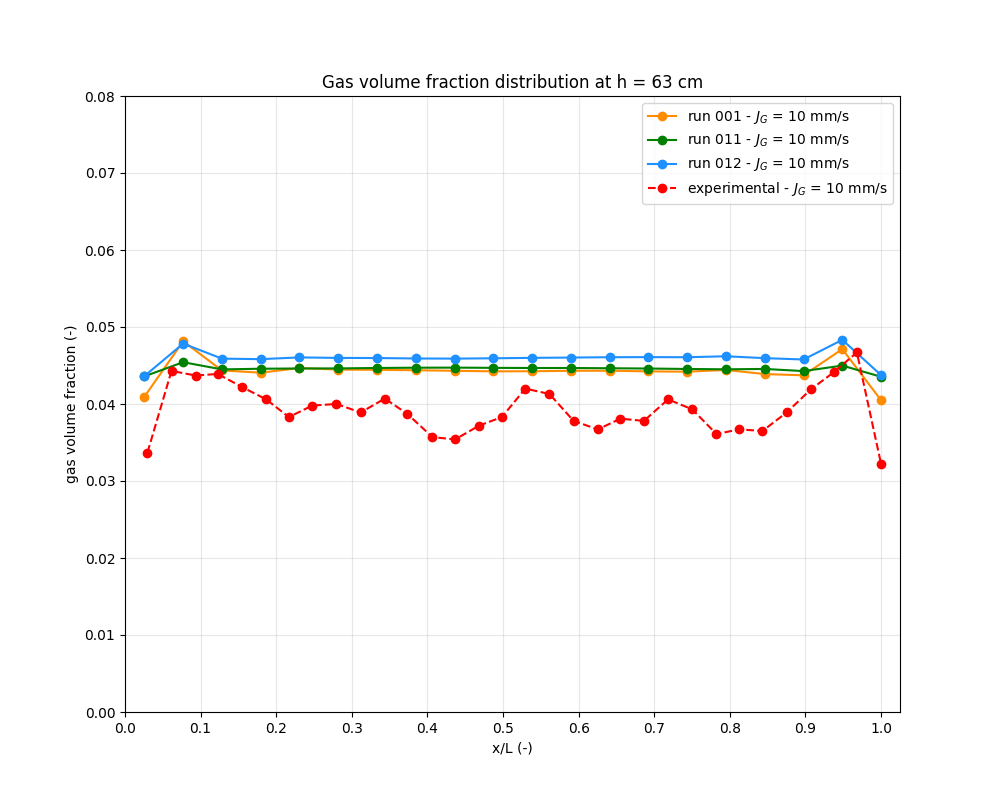 Gas volume fraction distribution at h = 63 cm
run 001 - J_G = 10 mm/s
run 011 - J_G = 10 mm/s
run 012 - J_G = 10 mm/s
experimental - J_G = 10 mm/s
gas volume fraction (-)
0.08
0.07
0.06
0.05
0.04
0.03
0.02
0.01
0.00
0.0 0.1 0.2 0.3 0.4 0.5 0.6 0.7 0.8 0.9 1.0
x/L (-)